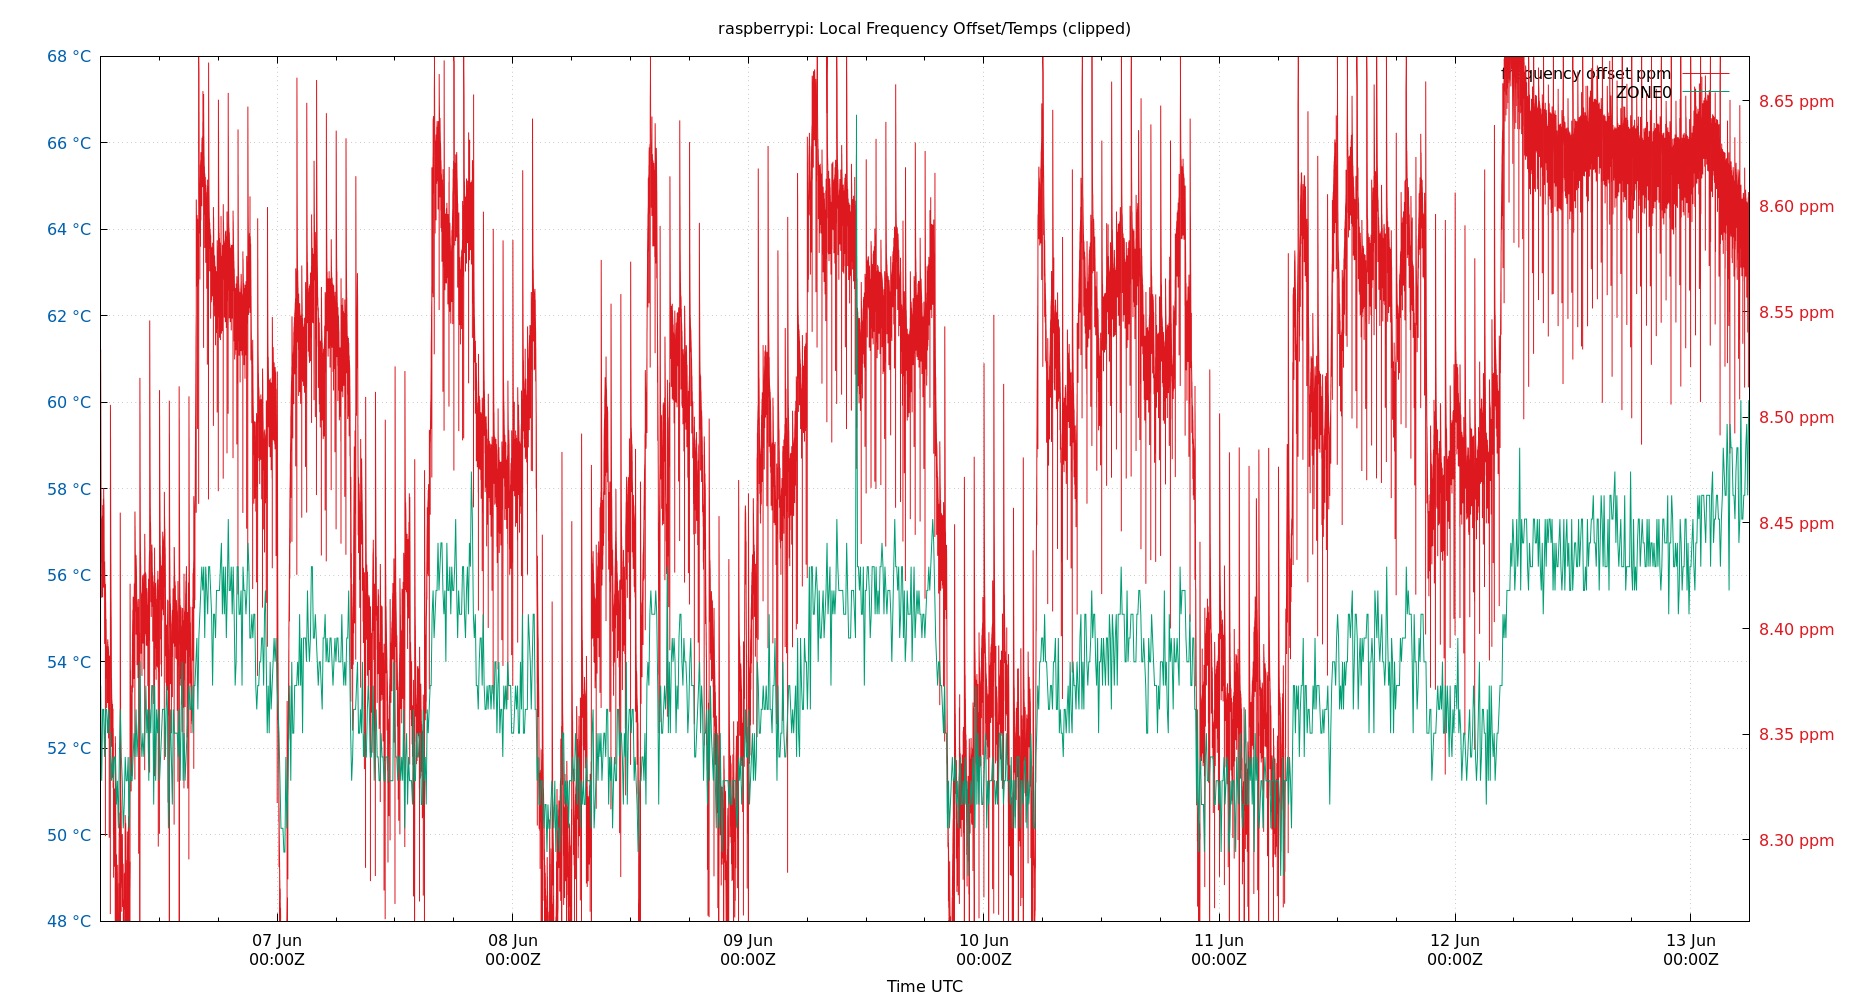 raspberrypi: Local Frequency Offset/Temps (clipped)
68 °C
66 °C
64 °C
62 °C
60 °C
58 °C
56 °C
54 °C
52 °C
50 °C
48 °C
frequency offset ppm
ZONE0
8.65 ppm
8.60 ppm
8.55 ppm
8.50 ppm
8.45 ppm
8.40 ppm
8.35 ppm
8.30 ppm
07 Jun
00:00Z
08 Jun
00:00Z
09 Jun
00:00Z
10 Jun
00:00Z
11 Jun
00:00Z
12 Jun
00:00Z
13 Jun
00:00Z
Time UTC